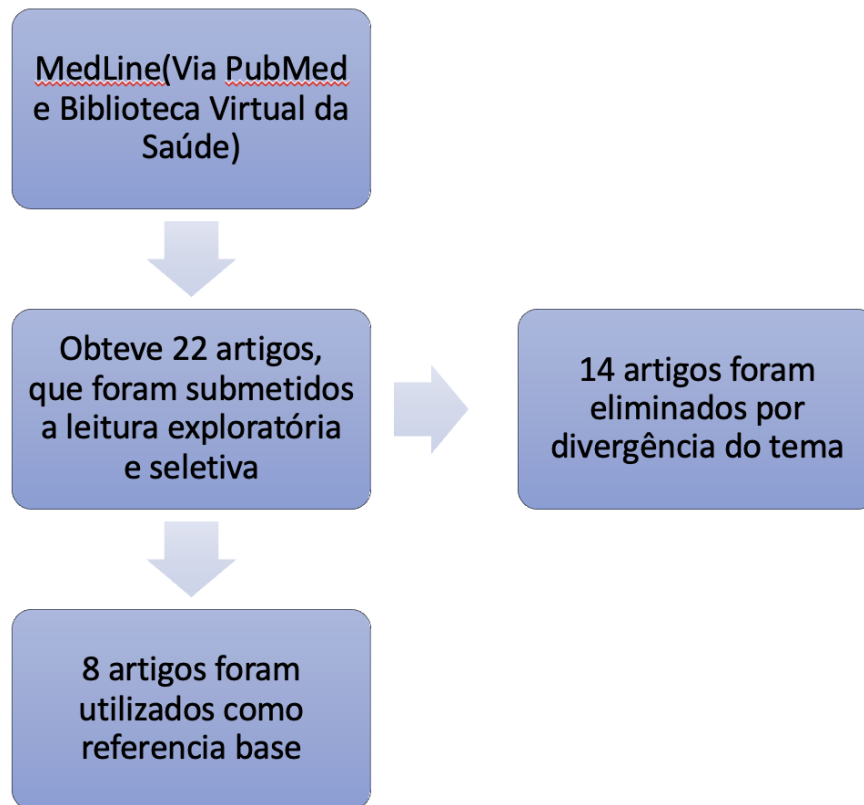 MedLine(Via PubMed
e Biblioteca Virtual da
Saúde)
Obteve 22 artigos,
que foram submetidos
a leitura exploratória
e seletiva
14 artigos foram
eliminados por
divergência do tema
8 artigos foram
utilizados como
referencia base